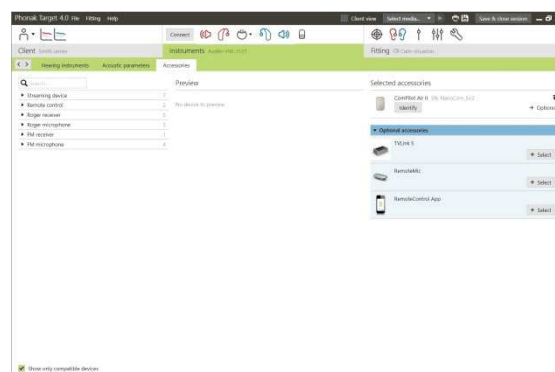 Phonak Target 4.0 File Fitting Help
Client view Select media... Save & close session
Connect
Client Instruments Fitting
Hearing instruments Acoustic parameters Accessories
Preview Selected accessories
No device to preview
Streaming device
Remote control
Roger receiver
Roger microphone
FM receiver
FM microphone
ComPilot Air II
Identify
Optional accessories
TVLink S
Select
RemoteMic
Select
RemoteControl App
Select
Show only compatible devices